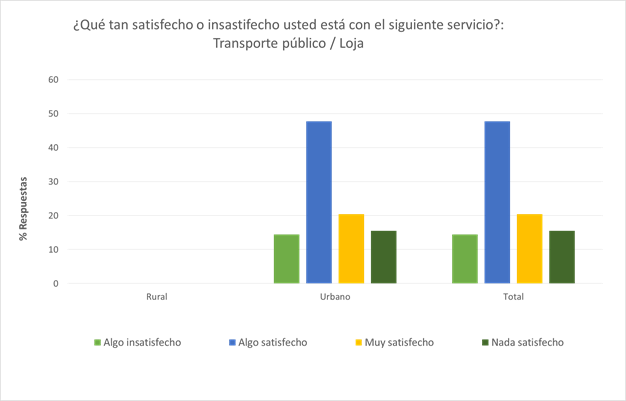 ¿Qué tan satisfecho o insastifecho usted está con el siguiente servicio?:
Transporte público / Loja
60
50
40
30
20
10
0
% Respuestas
Rural Urbano Total
Algo insatisfecho Algo satisfecho Muy satisfecho Nada satisfecho